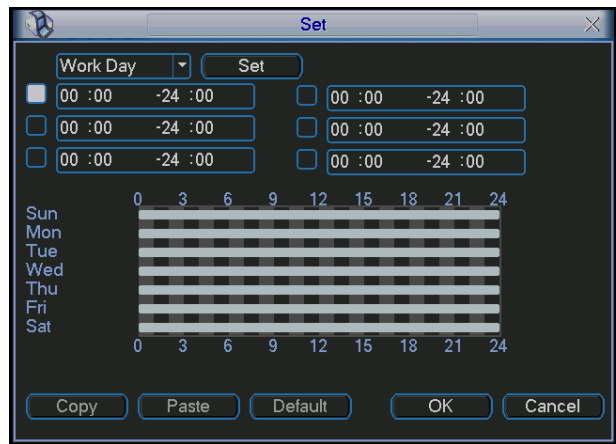 Set
Work Day Set
00 :00 -24 :00 00 :00 -24 :00
00 :00 -24 :00 00 :00 -24 :00
00 :00 -24 :00 00 :00 -24 :00
0 3 6 9 12 15 18 21 24
Sun
Mon
Tue
Wed
Thu
Fri
Sat
0 3 6 9 12 15 18 21 24
Copy Paste Default OK Cancel